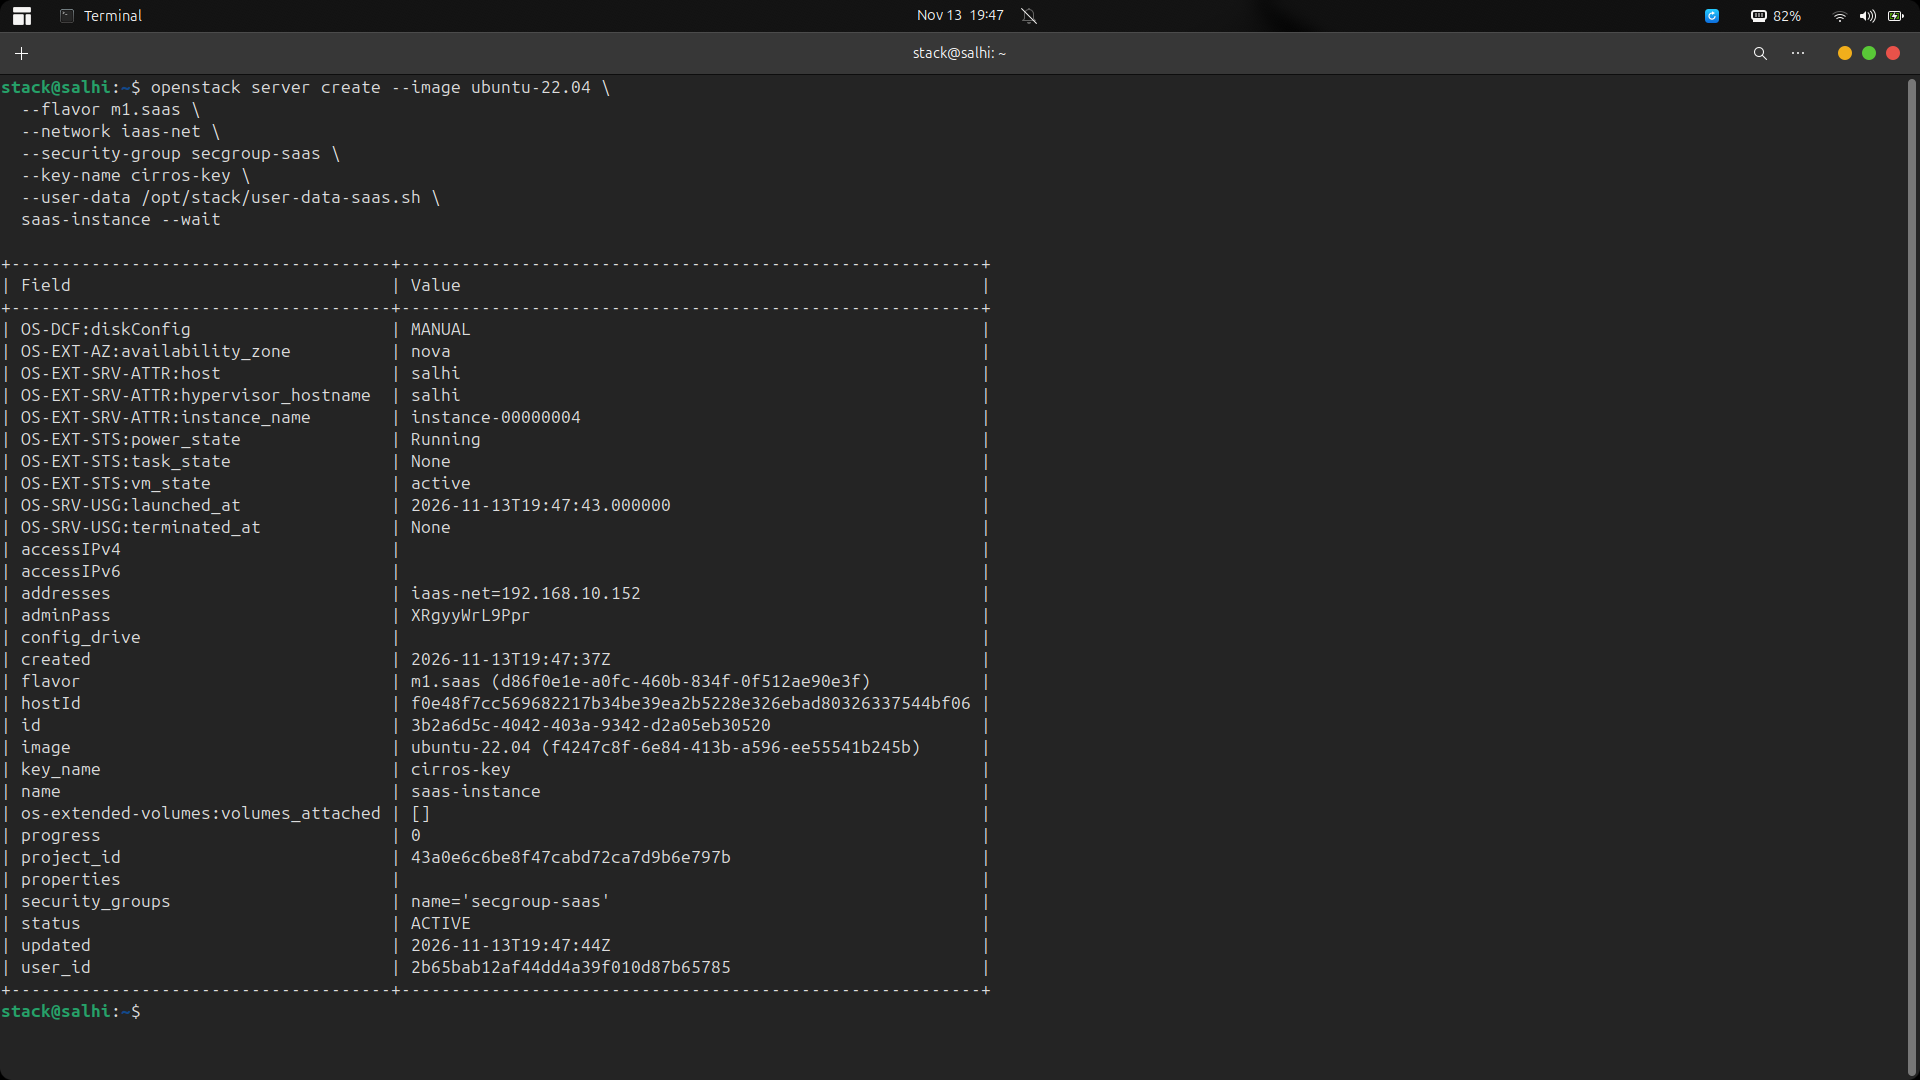 Terminal
Nov 13 19:47
82%
stack@salhi: ~
stack@salhi:~$ openstack server create --image ubuntu-22.04 \
  --flavor m1.saas \
  --network iaas-net \
  --security-group secgroup-saas \
  --key-name cirros-key \
  --user-data /opt/stack/user-data-saas.sh \
  saas-instance --wait
+--------------------------------------+----------------------------------------------------------+
| Field                                | Value                                                    |
+--------------------------------------+----------------------------------------------------------+
| OS-DCF:diskConfig                    | MANUAL                                                   |
| OS-EXT-AZ:availability_zone          | nova                                                     |
| OS-EXT-SRV-ATTR:host                 | salhi                                                    |
| OS-EXT-SRV-ATTR:hypervisor_hostname  | salhi                                                    |
| OS-EXT-SRV-ATTR:instance_name        | instance-00000004                                        |
| OS-EXT-STS:power_state               | Running                                                  |
| OS-EXT-STS:task_state                | None                                                     |
| OS-EXT-STS:vm_state                  | active                                                   |
| OS-SRV-USG:launched_at               | 2026-11-13T19:47:43.000000                               |
| OS-SRV-USG:terminated_at             | None                                                     |
| accessIPv4                           |                                                          |
| accessIPv6                           |                                                          |
| addresses                            | iaas-net=192.168.10.152                                  |
| adminPass                            | XRgyyWrL9Ppr                                             |
| config_drive                         |                                                          |
| created                              | 2026-11-13T19:47:37Z                                     |
| flavor                               | m1.saas (d86f0e1e-a0fc-460b-834f-0f512ae90e3f)           |
| hostId                               | f0e48f7cc569682217b34be39ea2b5228e326ebad80326337544bf06 |
| id                                   | 3b2a6d5c-4042-403a-9342-d2a05eb30520                     |
| image                                | ubuntu-22.04 (f4247c8f-6e84-413b-a596-ee55541b245b)      |
| key_name                             | cirros-key                                               |
| name                                 | saas-instance                                            |
| os-extended-volumes:volumes_attached | []                                                       |
| progress                             | 0                                                        |
| project_id                           | 43a0e6c6be8f47cabd72ca7d9b6e797b                         |
| properties                           |                                                          |
| security_groups                      | name='secgroup-saas'                                     |
| status                               | ACTIVE                                                   |
| updated                              | 2026-11-13T19:47:44Z                                     |
| user_id                              | 2b65bab12af44dd4a39f010d87b65785                         |
+--------------------------------------+----------------------------------------------------------+
stack@salhi:~$